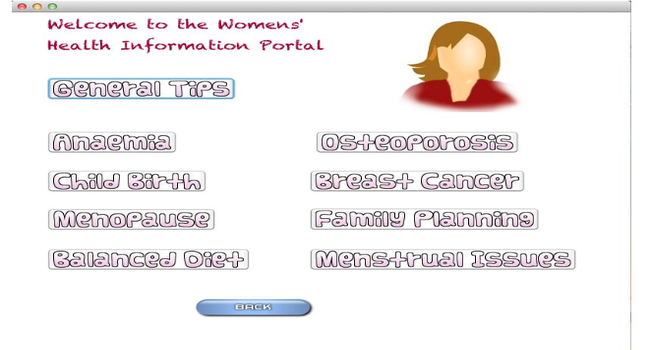 Welcome to the Womens'
Health Information Portal
General Tips
Anaemia
Osteoporosis
Child Birth
Breast Cancer
Menopause
Family Planning
Balanced Diet
Menstrual Issues
BACK